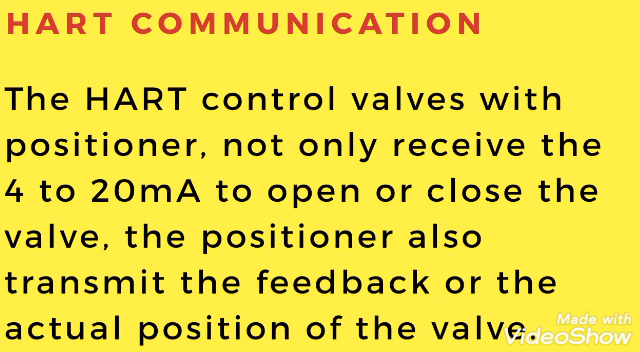 HART COMMUNICATION
The HART control valves with
positioner, not only receive the
4 to 20mA to open or close the
valve, the positioner also
transmit the feedback or the
actual position of the valve.
Made with
VideoShow